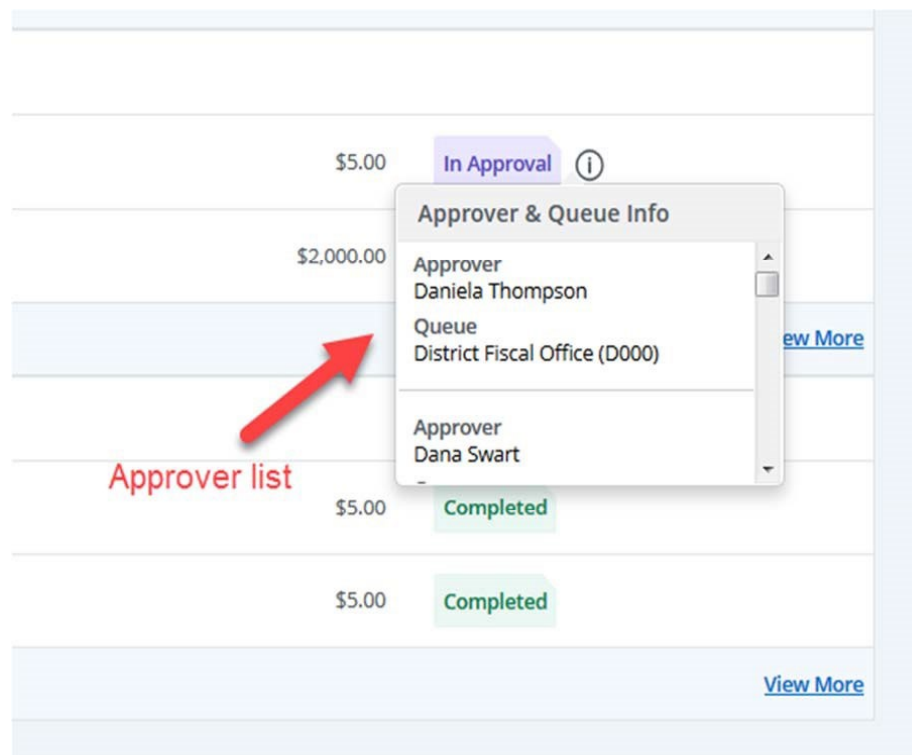 $5.00 In Approval i
Approver & Queue Info
$2,000.00
Approver
Daniela Thompson
Queue
District Fiscal Office (D000)
ew More
Approver
Dana Swart
Approver list
$5.00 Completed
$5.00 Completed
View More